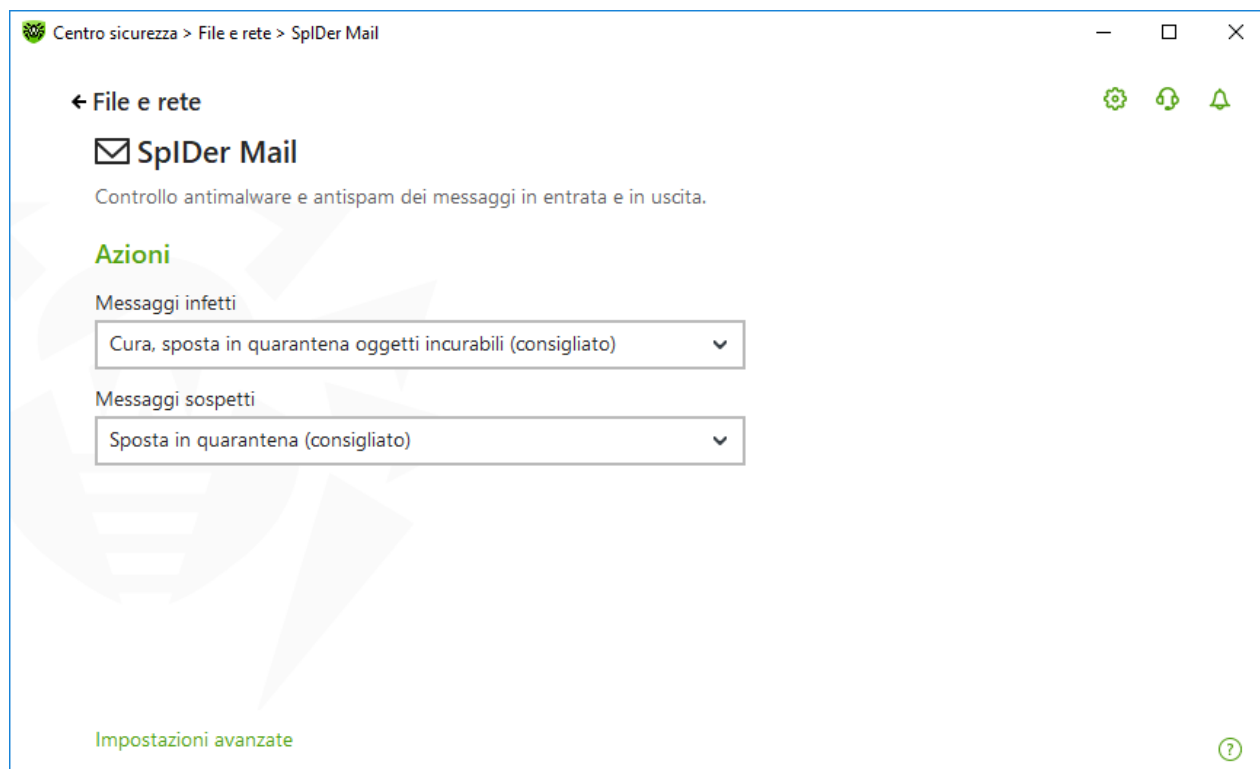 Centro sicurezza > File e rete > SpIDer Mail
File e rete
SpIDer Mail
Controllo antimalware e antispam dei messaggi in entrata e in uscita.
Azioni
Messaggi infetti
Cura, sposta in quarantena oggetti incurabili (consigliato)
Messaggi sospetti
Sposta in quarantena (consigliato)
Impostazioni avanzate
?